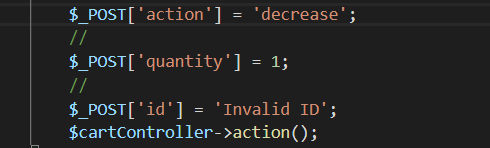 $_POST['action'] = 'decrease';
//
$_POST['quantity'] = 1;
//
$_POST['id'] = 'Invalid ID';
$cartController->action();